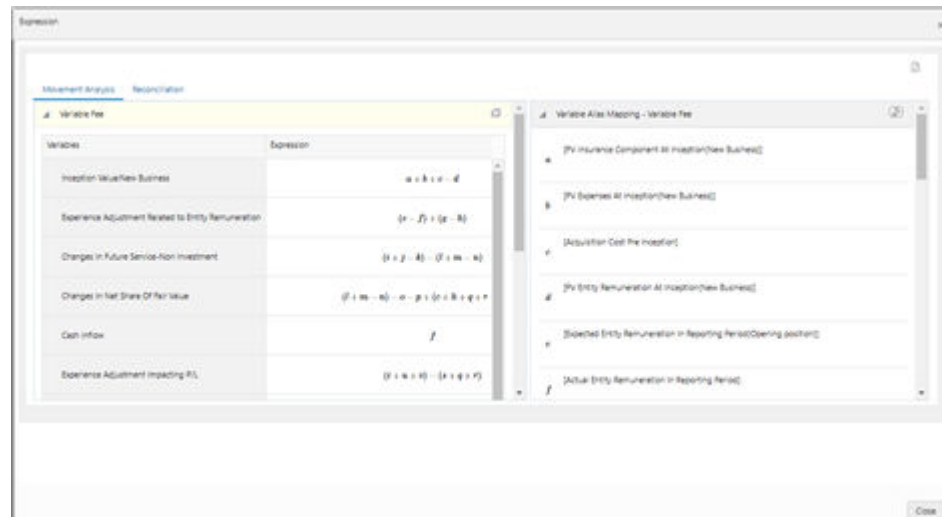 Expression
Movement Analysis Reconciliation
Variable Fee
Variables Expression
Inception Value/New Business a + b + c - d
Experience Adjustment Related to Entity Remuneration (e - f) + (g - h)
Changes in Future Service-Non Investment (i + j - k) - (l + m - n)
Changes in Net Share Of Fair Value (l + m - n) - o - p +
Cash Inflow f
Experience Adjustment Impacting P/L
Variable Alias Mapping - Variable Fee
a [PV Insurance Component At Inception(New Business)]
b [PV Expenses At Inception(New Business)]
c [Acquisition Cost Pre Inception]
d [PV Entity Remuneration At Inception(New Business)]
e [Expected Entity Remuneration in Reporting Period(Opening position)]
f [Actual Entity Remuneration in Reporting Period]
Close